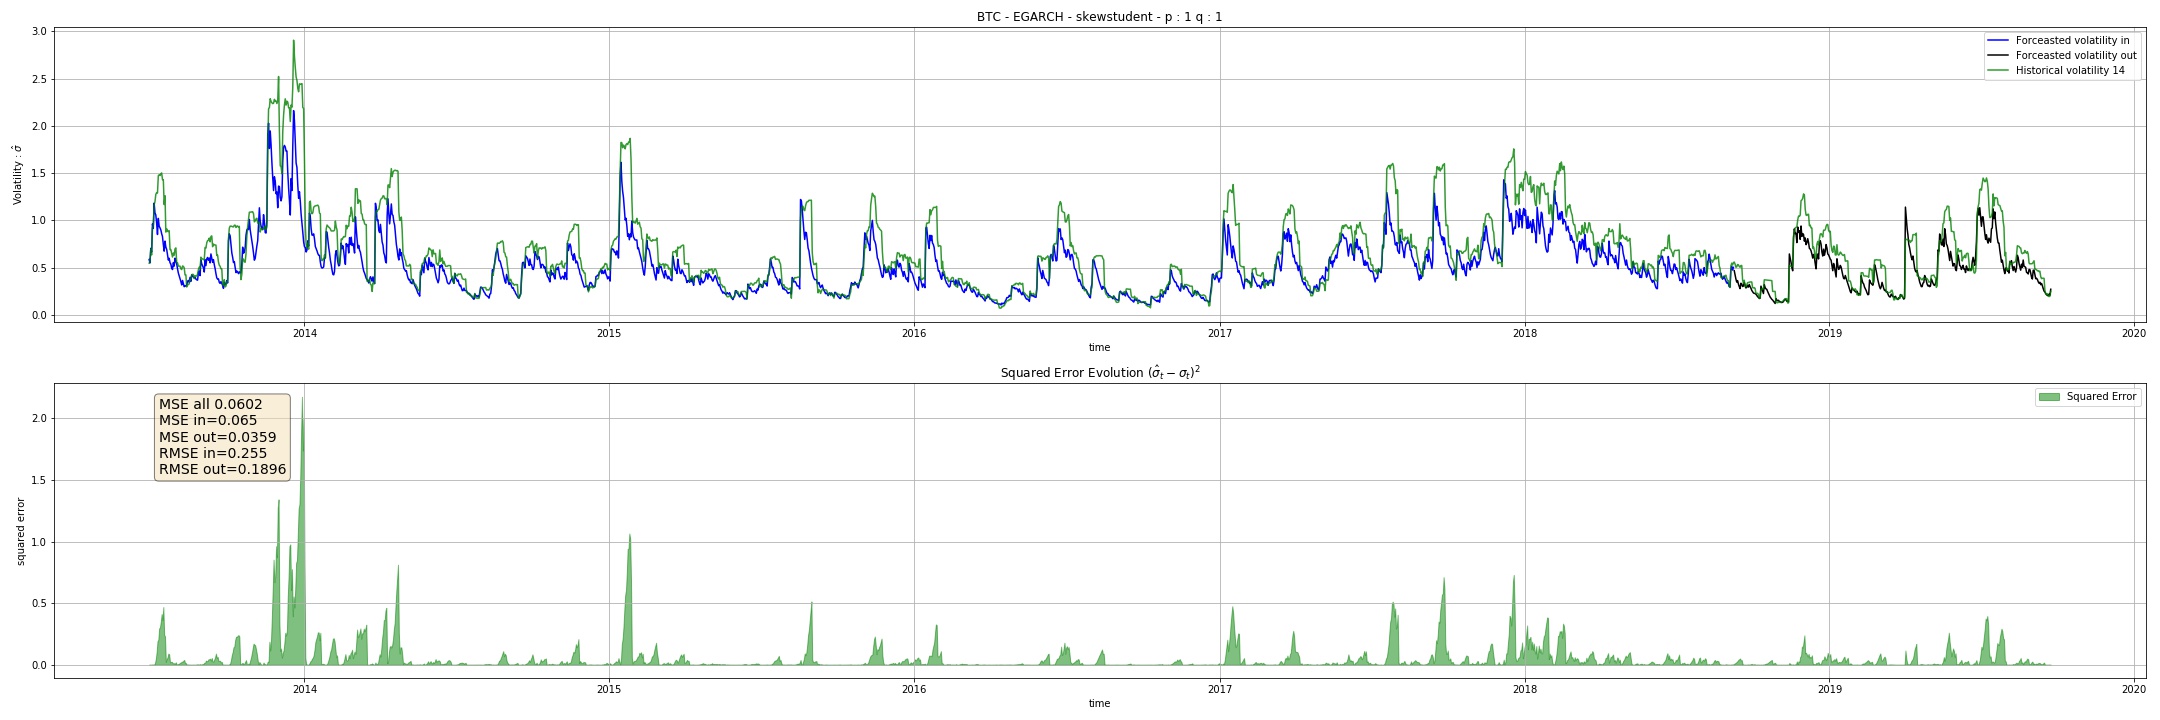 BTC - EGARCH - skewstudent - p : 1 q : 1
3.0
2.5
2.0
1.5
1.0
0.5
0.0
Volatility : σ̂
Forceasted volatility in
Forceasted volatility out
Historical volatility 14
2014
2015
2016
2017
2018
2019
2020
time
Squared Error Evolution (σ̂ₜ − σₜ)²
2.0
1.5
1.0
0.5
0.0
squared error
MSE all 0.0602
MSE in=0.065
MSE out=0.0359
RMSE in=0.255
RMSE out=0.1896
Squared Error
2014
2015
2016
2017
2018
2019
2020
time